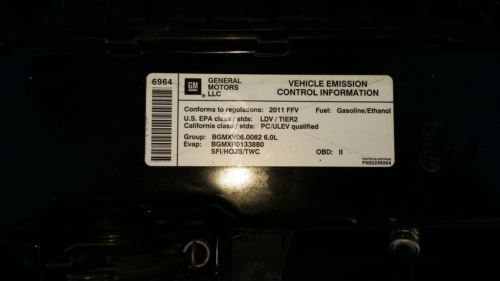 6964
GM
GENERAL MOTORS LLC
VEHICLE EMISSION CONTROL INFORMATION
Conforms to regulations: 2011 FFV Fuel: Gasoline/Ethanol
U.S. EPA class / stds: LDV / TIER2
California class / stds: PC/ULEV qualified
Group: BGMXV06.0082 6.0L
Evap: BGMXR0133880
SFI/HO2S/TWC OBD: II
PN92246964